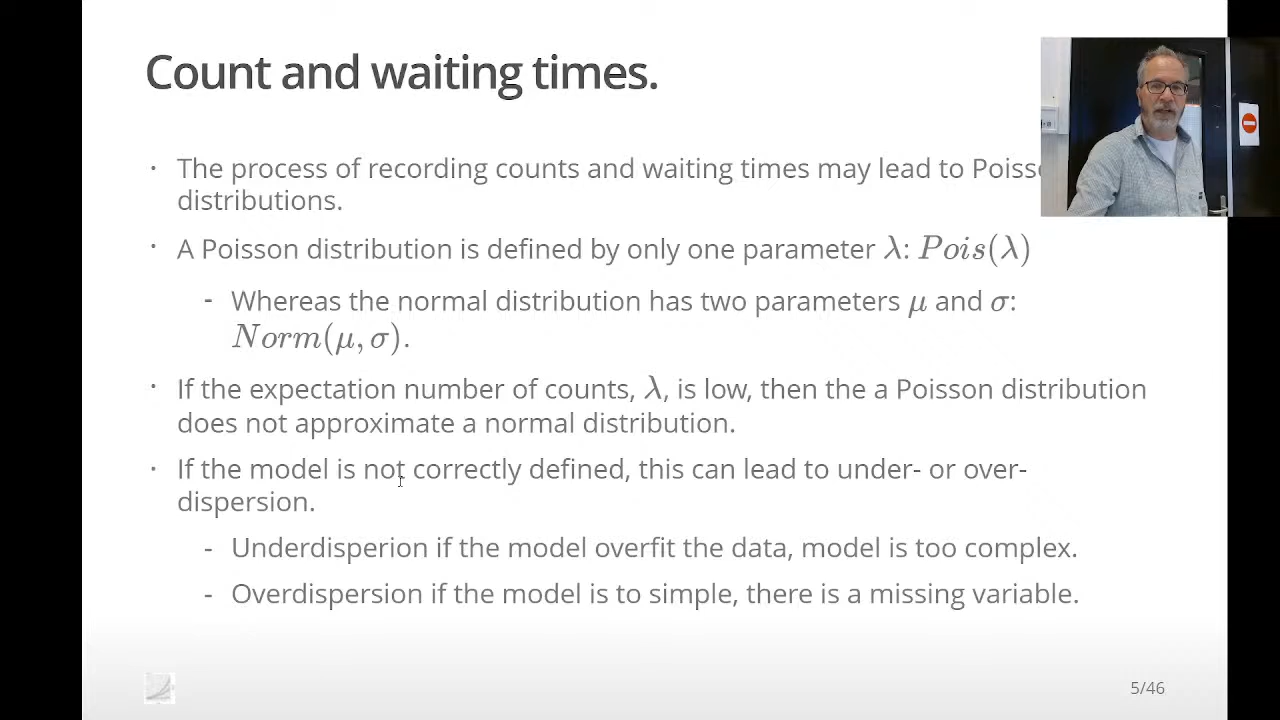 Count and waiting times.
· The process of recording counts and waiting times may lead to
distributions.
· A Poisson distribution is defined by only one parameter λ: Pois(λ)
- Whereas the normal distribution has two parameters μ and σ:
Norm(μ, σ).
· If the expectation number of counts, λ, is low, then the a Poisson distribution
does not approximate a normal distribution.
· If the model is not correctly defined, this can lead to under- or over-
dispersion.
- Underdisperion if the model overfit the data, model is too complex.
- Overdispersion if the model is to simple, there is a missing variable.
5/46